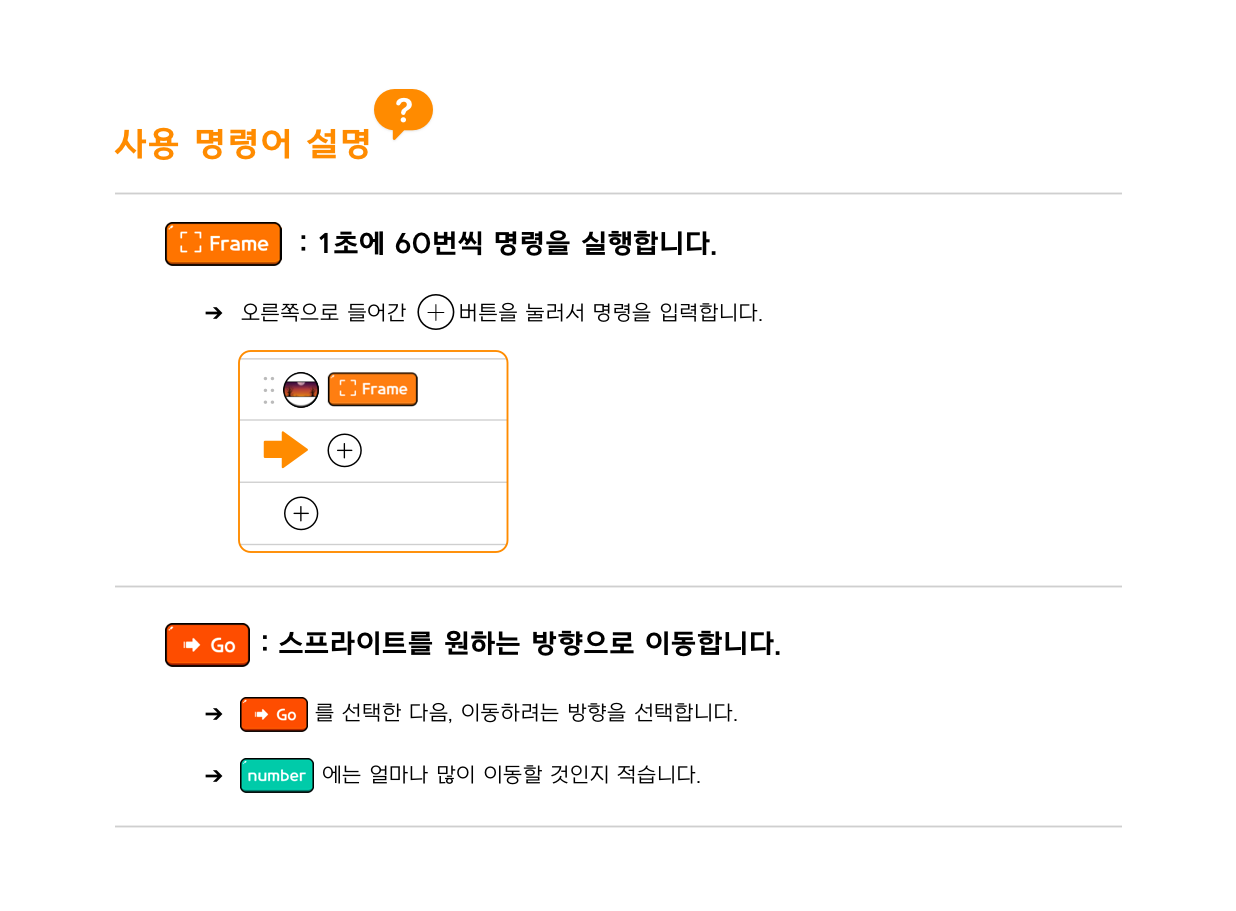 사용 명령어 설명 ?
Frame : 1초에 60번씩 명령을 실행합니다.
➔ 오른쪽으로 들어간 + 버튼을 눌러서 명령을 입력합니다.
Frame
Go : 스프라이트를 원하는 방향으로 이동합니다.
➔ Go 를 선택한 다음, 이동하려는 방향을 선택합니다.
➔ number 에는 얼마나 많이 이동할 것인지 적습니다.